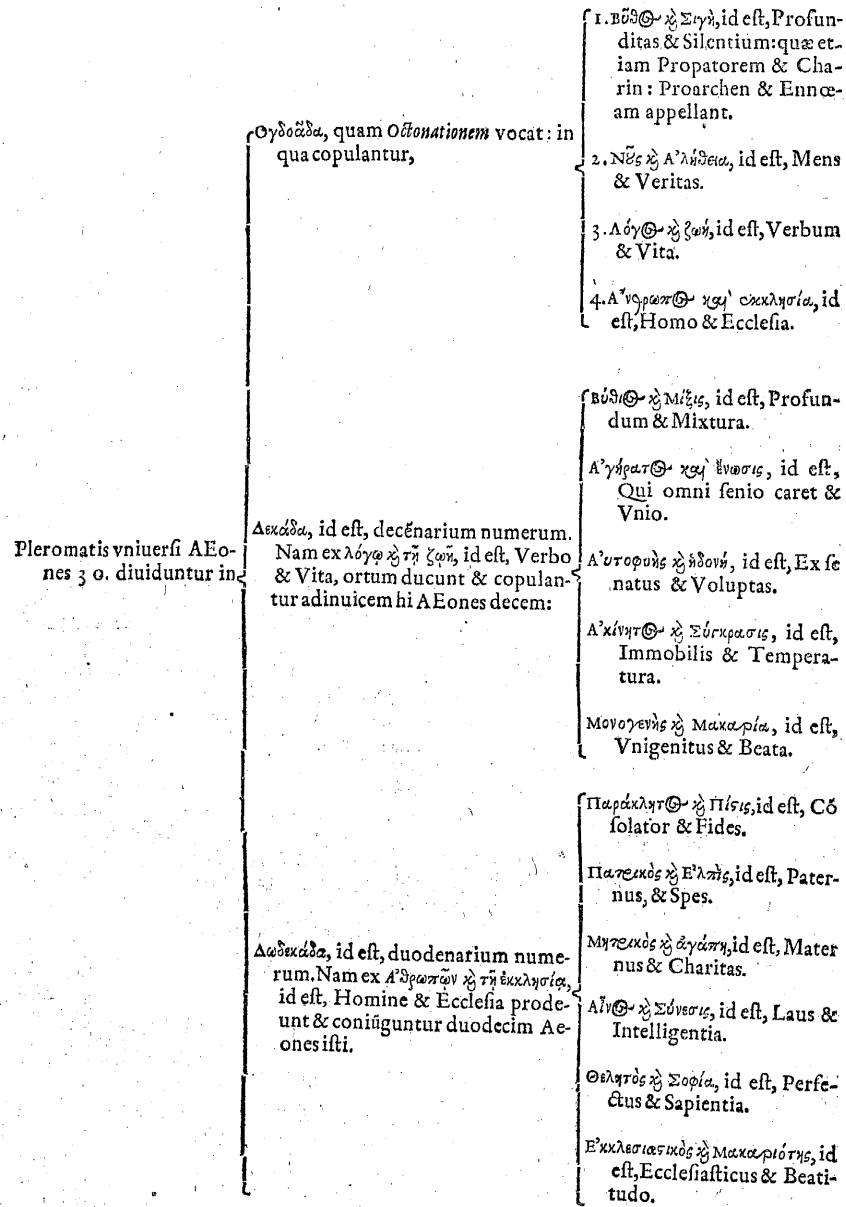 Pleromatis vniuersi AEo-
nes 30. diuiduntur in
Ογδοᾶδα, quam Octonationem vocat: in
qua copulantur,
1. Βῦθος καὶ Σιγὴ, id eſt, Profun-
ditas & Silentium: quæ et-
iam Propatorem & Cha-
rin: Proarchen & Ennœ-
am appellant.
2. Νοῦς καὶ Α᾿λήθεια, id eſt, Mens
& Veritas.
3. Λόγος καὶ ζωή, id eſt, Verbum
& Vita.
4. Α῎νθρωπος καὶ ἐκκλησία, id
eſt, Homo & Eccleſia.
Δεκάδα, id eſt, decẽnarium numerum.
Nam ex λόγῳ καὶ τῆ ζωῆ, id eſt, Verbo
& Vita, ortum ducunt & copulan-
tur adinuicem hi AEones decem:
Βύθιος καὶ Μίξις, id eſt, Profun-
dum & Mixtura.
Α᾿γήρατος καὶ ἕνωσις, id eſt,
Qui omni ſenio caret &
Vnio.
Α᾿υτοφυὴς καὶ ἡδονή, id eſt, Ex ſe
natus & Voluptas.
Α᾿κίνητος καὶ Σύγκρασις, id eſt,
Immobilis & Tempera-
tura.
Μονογενὴς καὶ Μακαρία, id eſt,
Vnigenitus & Beata.
Δωδεκάδα, id eſt, duodenarium nume-
rum. Nam ex Α᾿θρωπῶν καὶ τῆ ἐκκλησίᾳ,
id eſt, Homine & Eccleſia prode-
unt & coniũguntur duodecim Ae-
ones iſti.
Παράκλητος καὶ Πίστις, id eſt, Cõ
ſolator & Fides.
Πατρικὸς καὶ Ε᾿λπὶς, id eſt, Pater-
nus, & Spes.
Μητρικὸς καὶ ἀγάπη, id eſt, Mater
nus & Charitas.
Αἶνος καὶ Σύνεσις, id eſt, Laus &
Intelligentia.
Θελητὸς καὶ Σοφία, id eſt, Perfe-
ctus & Sapientia.
Ε᾿κκλεσιαστικὸς καὶ Μακαριότης, id
eſt, Eccleſiaſticus & Beati-
tudo.